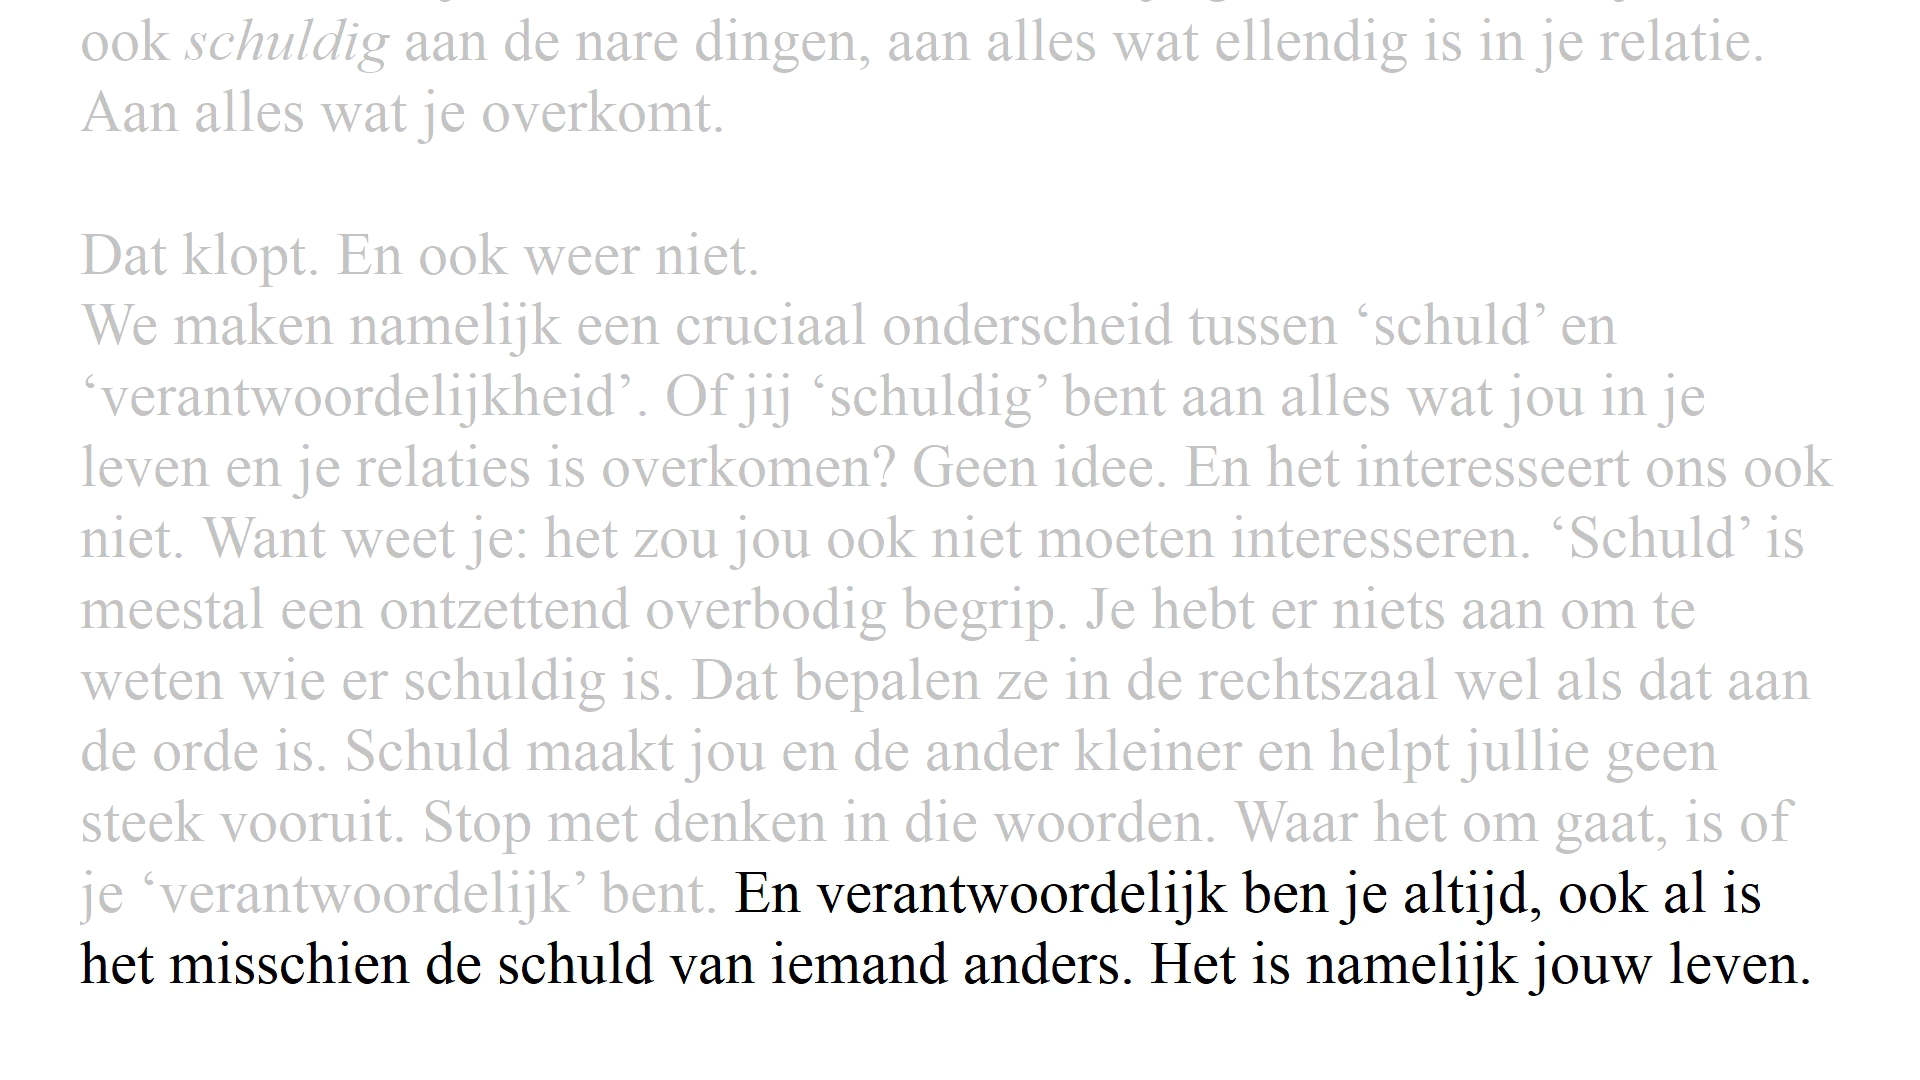 ook schuldig aan de nare dingen, aan alles wat ellendig is in je relatie.
Aan alles wat je overkomt.
Dat klopt. En ook weer niet.
We maken namelijk een cruciaal onderscheid tussen ‘schuld’ en
‘verantwoordelijkheid’. Of jij ‘schuldig’ bent aan alles wat jou in je
leven en je relaties is overkomen? Geen idee. En het interesseert ons ook
niet. Want weet je: het zou jou ook niet moeten interesseren. ‘Schuld’ is
meestal een ontzettend overbodig begrip. Je hebt er niets aan om te
weten wie er schuldig is. Dat bepalen ze in de rechtszaal wel als dat aan
de orde is. Schuld maakt jou en de ander kleiner en helpt jullie geen
steek vooruit. Stop met denken in die woorden. Waar het om gaat, is of
je ‘verantwoordelijk’ bent. En verantwoordelijk ben je altijd, ook al is
het misschien de schuld van iemand anders. Het is namelijk jouw leven.